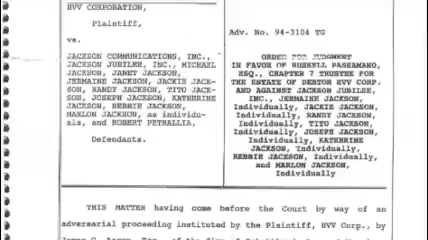 HVV CORPORATION,
Plaintiff,
vs.
JACKSON COMMUNICATIONS, INC.,
JACKSON JUBILEE, INC., MICHAEL
JACKSON, JANET JACKSON,
JERMAINE JACKSON, JACKIE JACK-
SON, RANDY JACKSON, TITO JACK-
SON, JOSEPH JACKSON, KATHERINE
JACKSON, REBBIE JACKSON,
MARLON JACKSON, as individu-
als, and ROBERT PETRALLIA,
Defendants.
Adv. No. 94-3104 TG
ORDER FOR JUDGMENT
IN FAVOR OF RUSSELL PASSAMANO,
ESQ., CHAPTER 7 TRUSTEE FOR
THE ESTATE OF DEBTOR HVV CORP.
AND AGAINST JACKSON JUBILEE,
INC., JERMAINE JACKSON,
Individually, JACKIE JACKSON,
Individually, RANDY JACKSON,
Individually, TITO JACKSON,
Individually, JOSEPH JACKSON,
Individually, KATHERINE
JACKSON, Individually,
REBBIE JACKSON, Individually,
and MARLON JACKSON,
Individually
THIS MATTER having come before the Court by way of an
adversarial proceeding instituted by the Plaintiff, HVV Corp., by